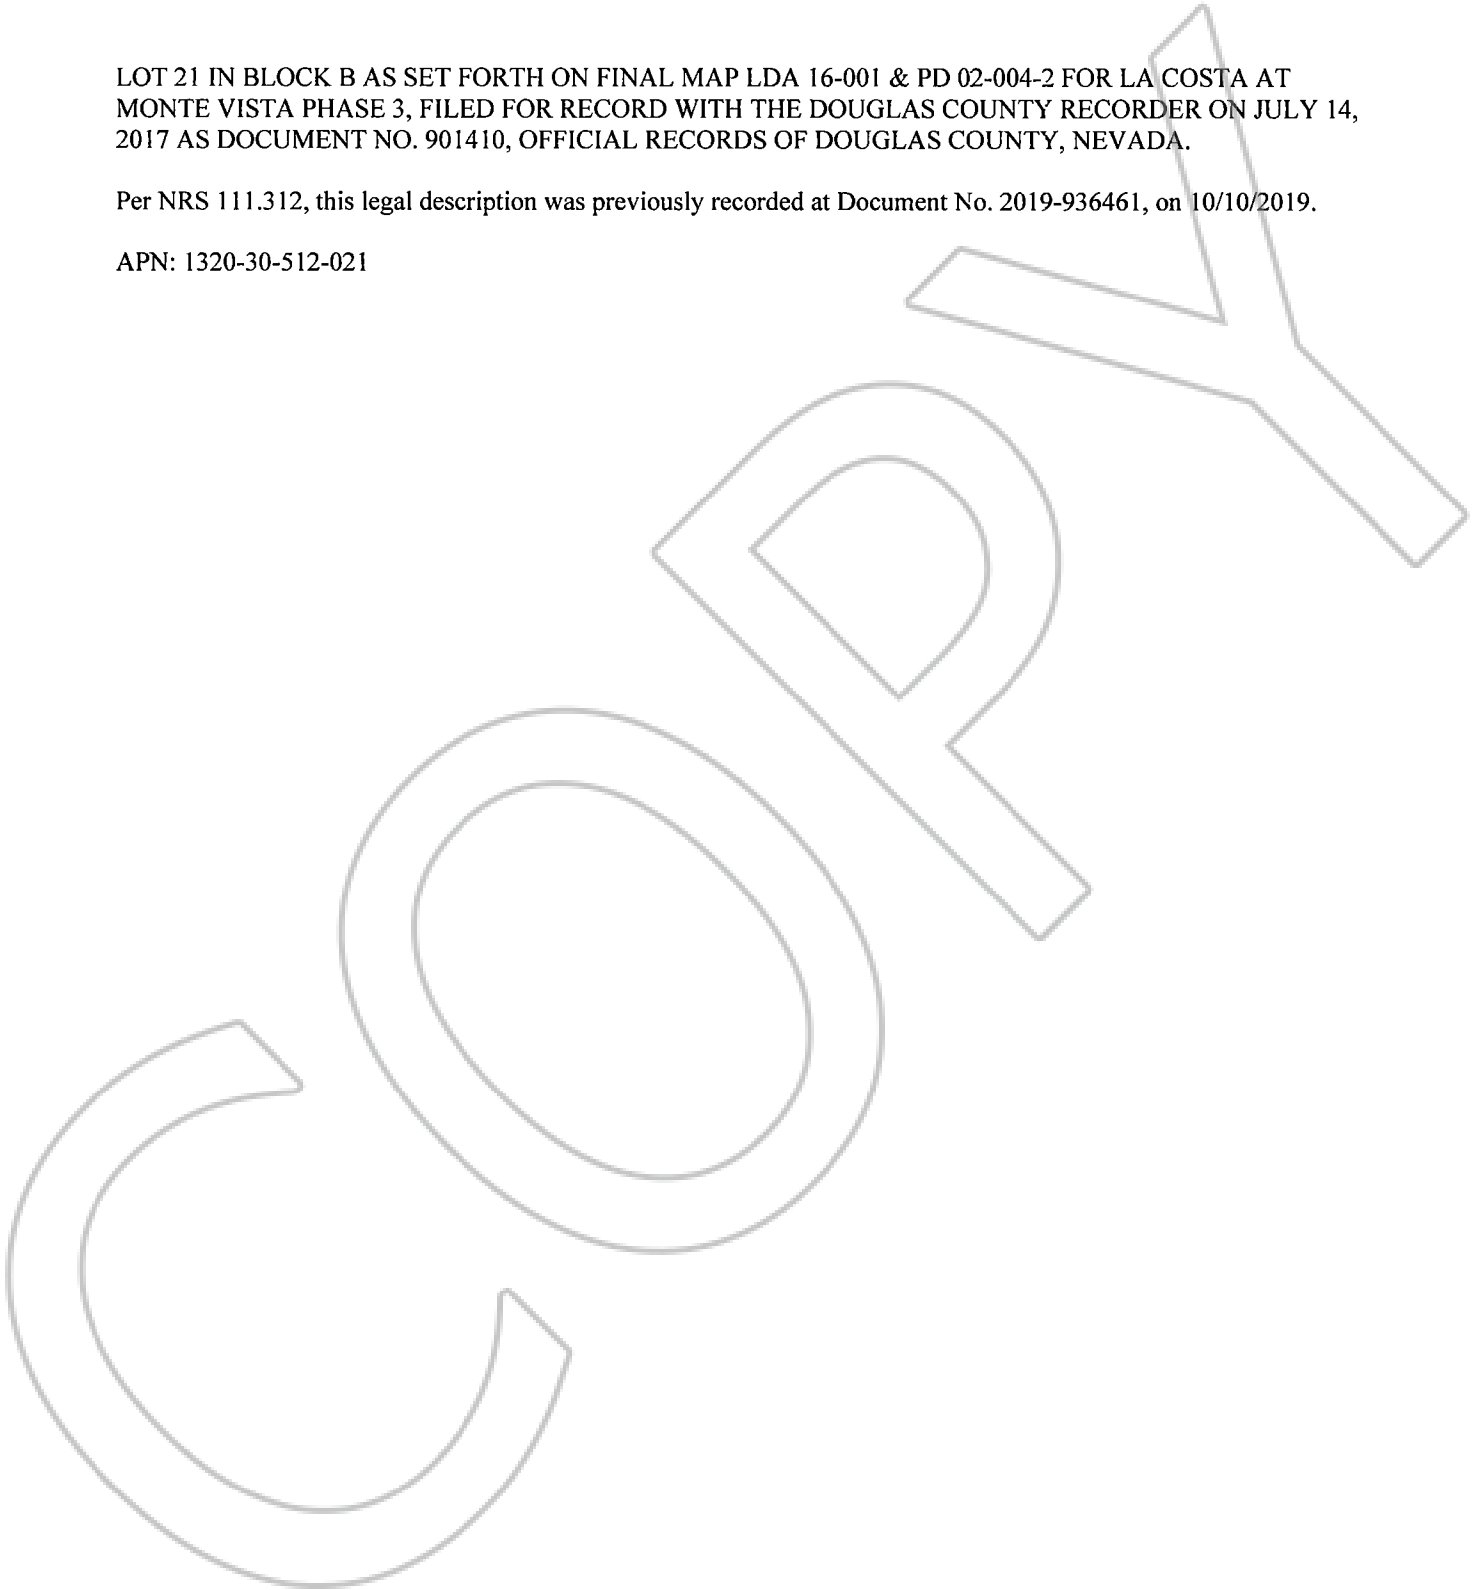 LOT 21 IN BLOCK B AS SET FORTH ON FINAL MAP LDA 16-001 & PD 02-004-2 FOR LA COSTA AT
MONTE VISTA PHASE 3, FILED FOR RECORD WITH THE DOUGLAS COUNTY RECORDER ON JULY 14,
2017 AS DOCUMENT NO. 901410, OFFICIAL RECORDS OF DOUGLAS COUNTY, NEVADA.
Per NRS 111.312, this legal description was previously recorded at Document No. 2019-936461, on 10/10/2019.
APN: 1320-30-512-021
COPY